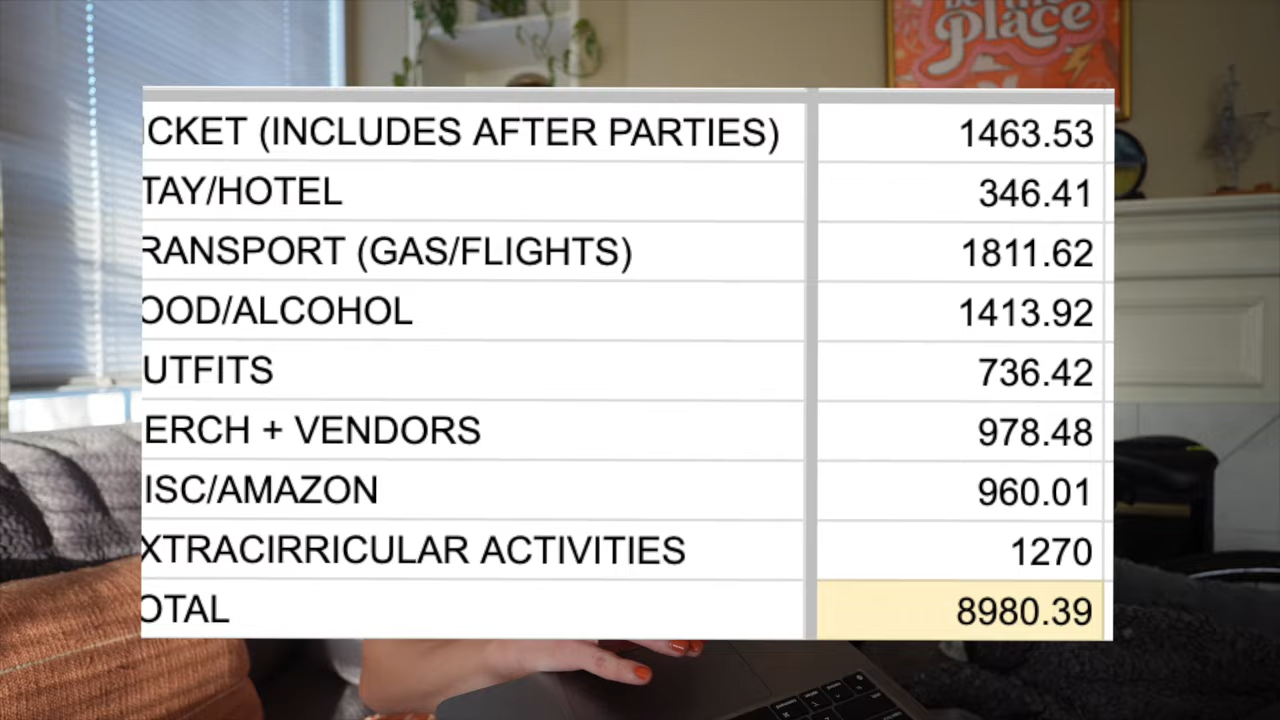 place
ICKET (INCLUDES AFTER PARTIES) 1463.53
TAY/HOTEL 346.41
RANSPORT (GAS/FLIGHTS) 1811.62
OOD/ALCOHOL 1413.92
UTFITS 736.42
ERCH + VENDORS 978.48
ISC/AMAZON 960.01
XTRACIRRICULAR ACTIVITIES 1270
OTAL 8980.39